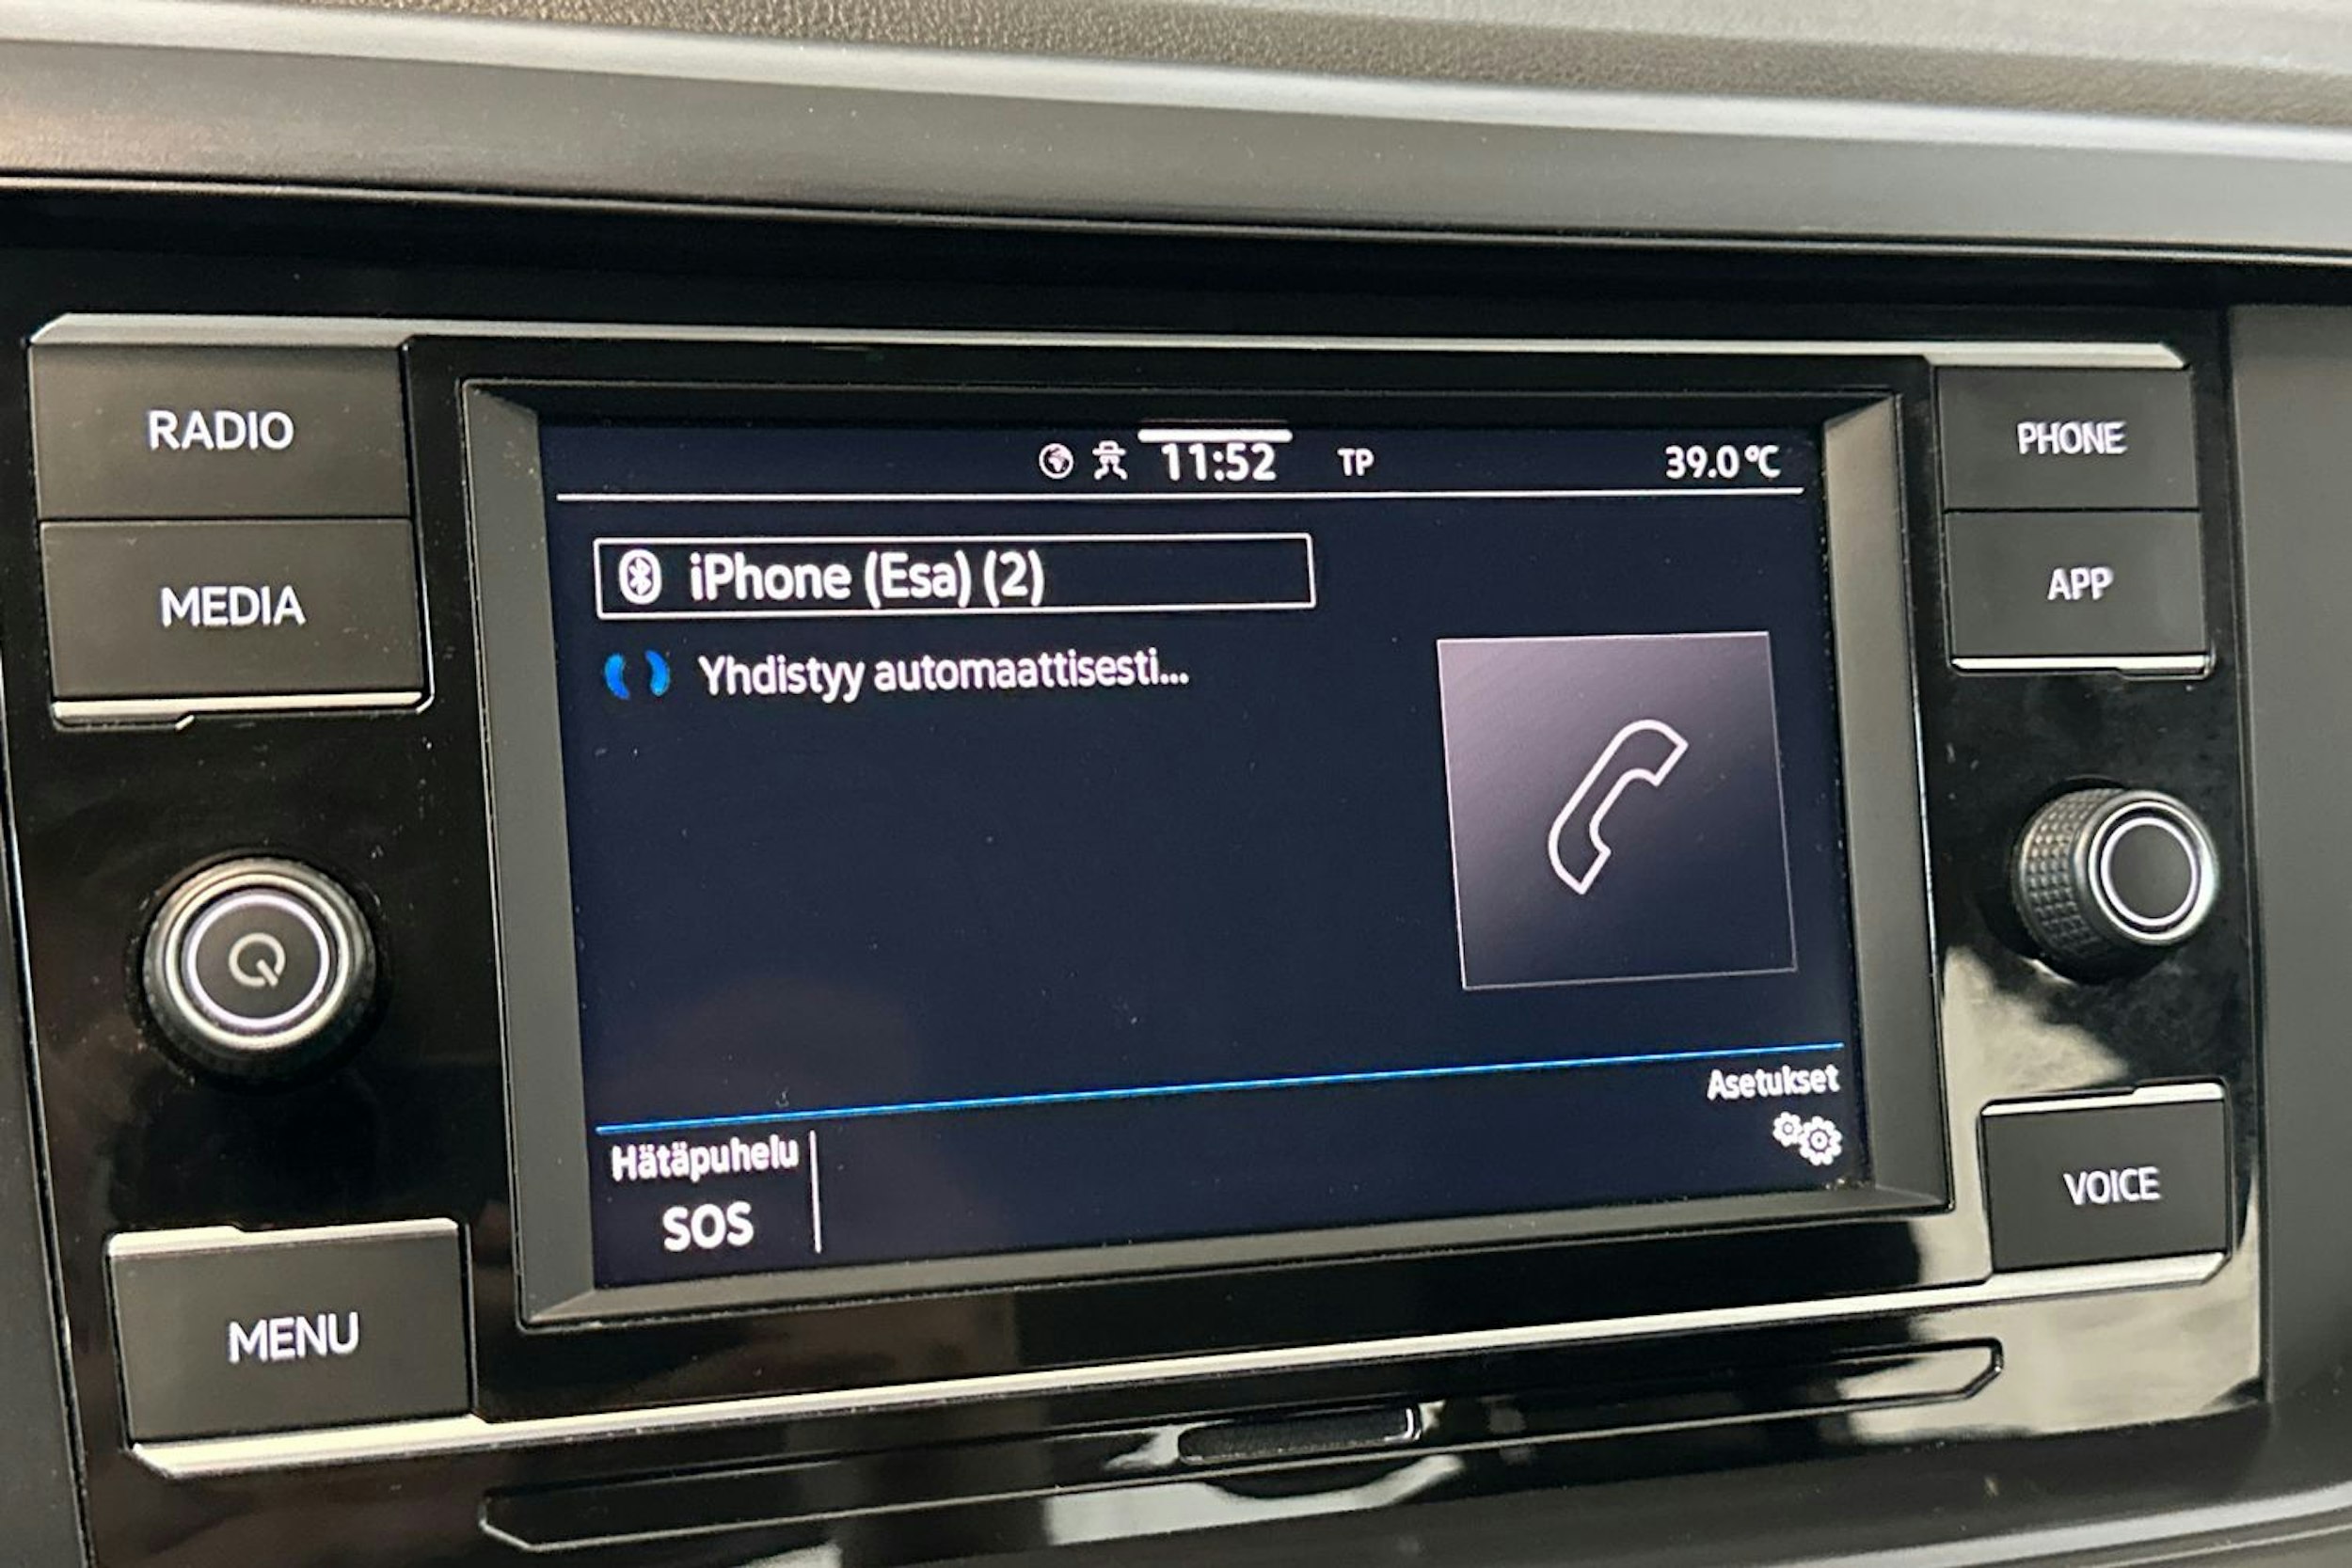 RADIO
MEDIA
MENU
11:52 TP 39.0 °C
iPhone (Esa) (2)
Yhdistyy automaattisesti...
Asetukset
Hätäpuhelu
SOS
PHONE
APP
VOICE